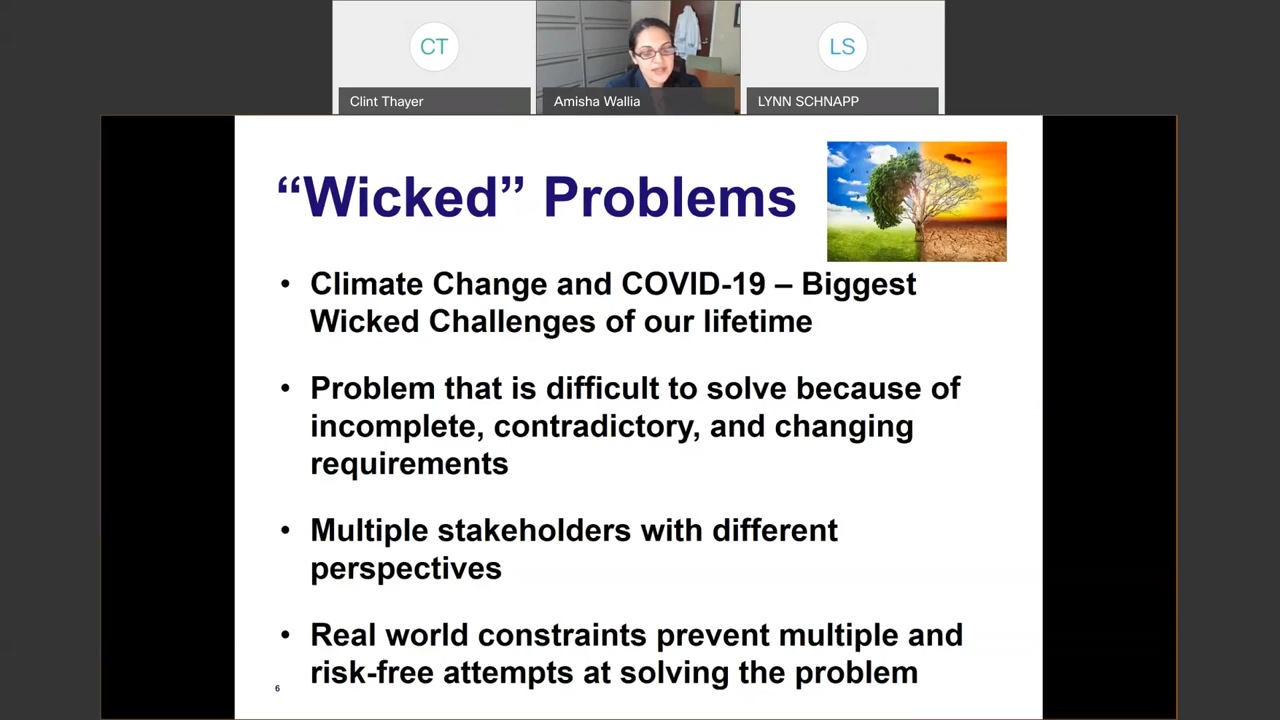 CT
LS
Clint Thayer
Amisha Wallia
LYNN SCHNAPP
“Wicked” Problems
• Climate Change and COVID-19 – Biggest
Wicked Challenges of our lifetime
• Problem that is difficult to solve because of
incomplete, contradictory, and changing
requirements
• Multiple stakeholders with different
perspectives
• Real world constraints prevent multiple and
risk-free attempts at solving the problem
6